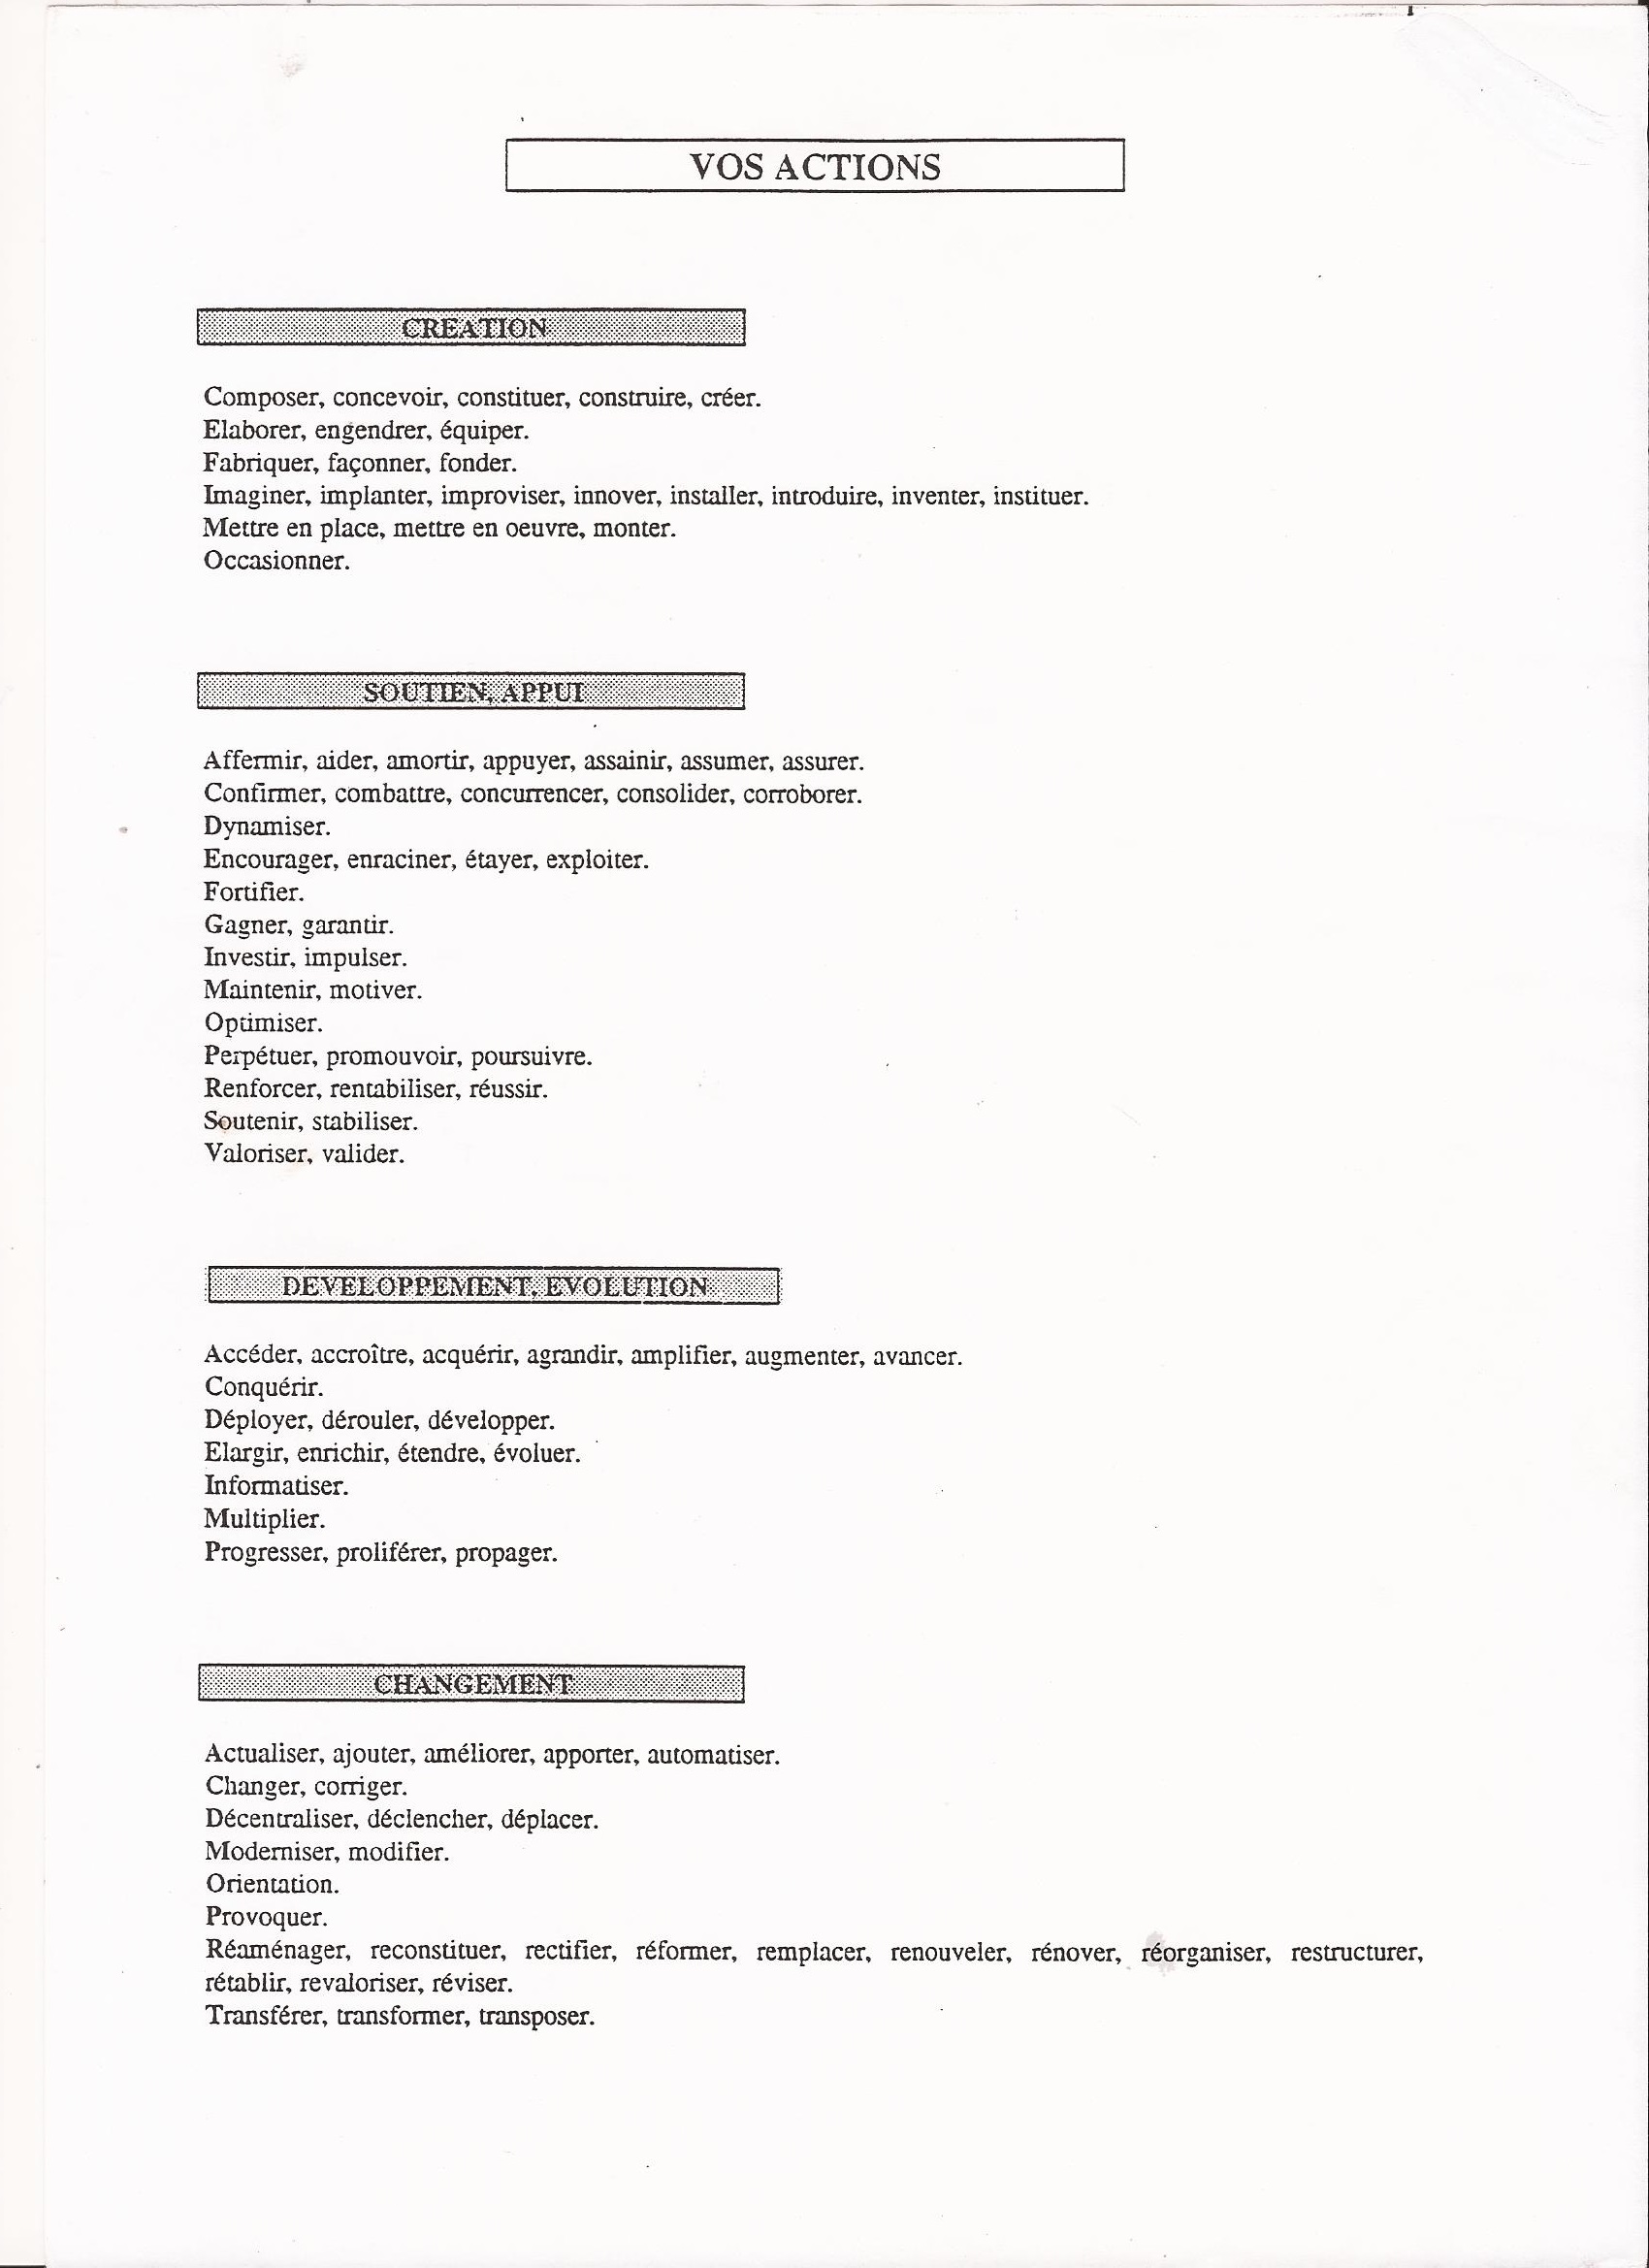 VOS ACTIONS
CREATION
Composer, concevoir, constituer, construire, créer.
Elaborer, engendrer, équiper.
Fabriquer, façonner, fonder.
Imaginer, implanter, improviser, innover, installer, introduire, inventer, instituer.
Mettre en place, mettre en oeuvre, monter.
Occasionner.
SOUTIEN, APPUI
Affermir, aider, amortir, appuyer, assainir, assumer, assurer.
Confirmer, combattre, concurrencer, consolider, corroborer.
Dynamiser.
Encourager, enraciner, étayer, exploiter.
Fortifier.
Gagner, garantir.
Investir, impulser.
Maintenir, motiver.
Optimiser.
Perpétuer, promouvoir, poursuivre.
Renforcer, rentabiliser, réussir.
Soutenir, stabiliser.
Valoriser, valider.
DEVELOPPEMENT, EVOLUTION
Accéder, accroître, acquérir, agrandir, amplifier, augmenter, avancer.
Conquérir.
Déployer, dérouler, développer.
Elargir, enrichir, étendre, évoluer.
Informatiser.
Multiplier.
Progresser, proliférer, propager.
CHANGEMENT
Actualiser, ajouter, améliorer, apporter, automatiser.
Changer, corriger.
Décentraliser, déclencher, déplacer.
Moderniser, modifier.
Orientation.
Provoquer.
Réaménager, reconstituer, rectifier, réformer, remplacer, renouveler, rénover, réorganiser, restructurer,
rétablir, revaloriser, réviser.
Transférer, transformer, transposer.